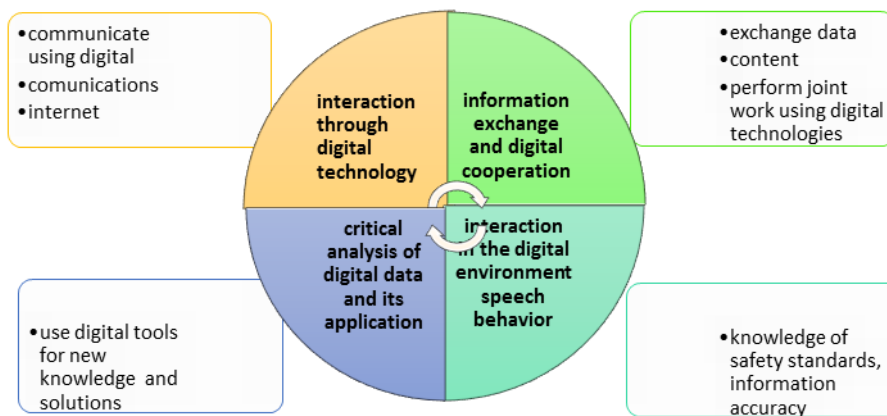 •communicate
using digital
•comunications
•internet
interaction
through
digital
technology
information
exchange
and digital
cooperation
•exchange data
•content
•perform joint
work using digital
technologies
•use digital tools
for new
knowledge and
solutions
critical
analysis of
digital data
and its
application
interaction
in the digital
environment
speech
behavior
•knowledge of
safety standards,
information
accuracy